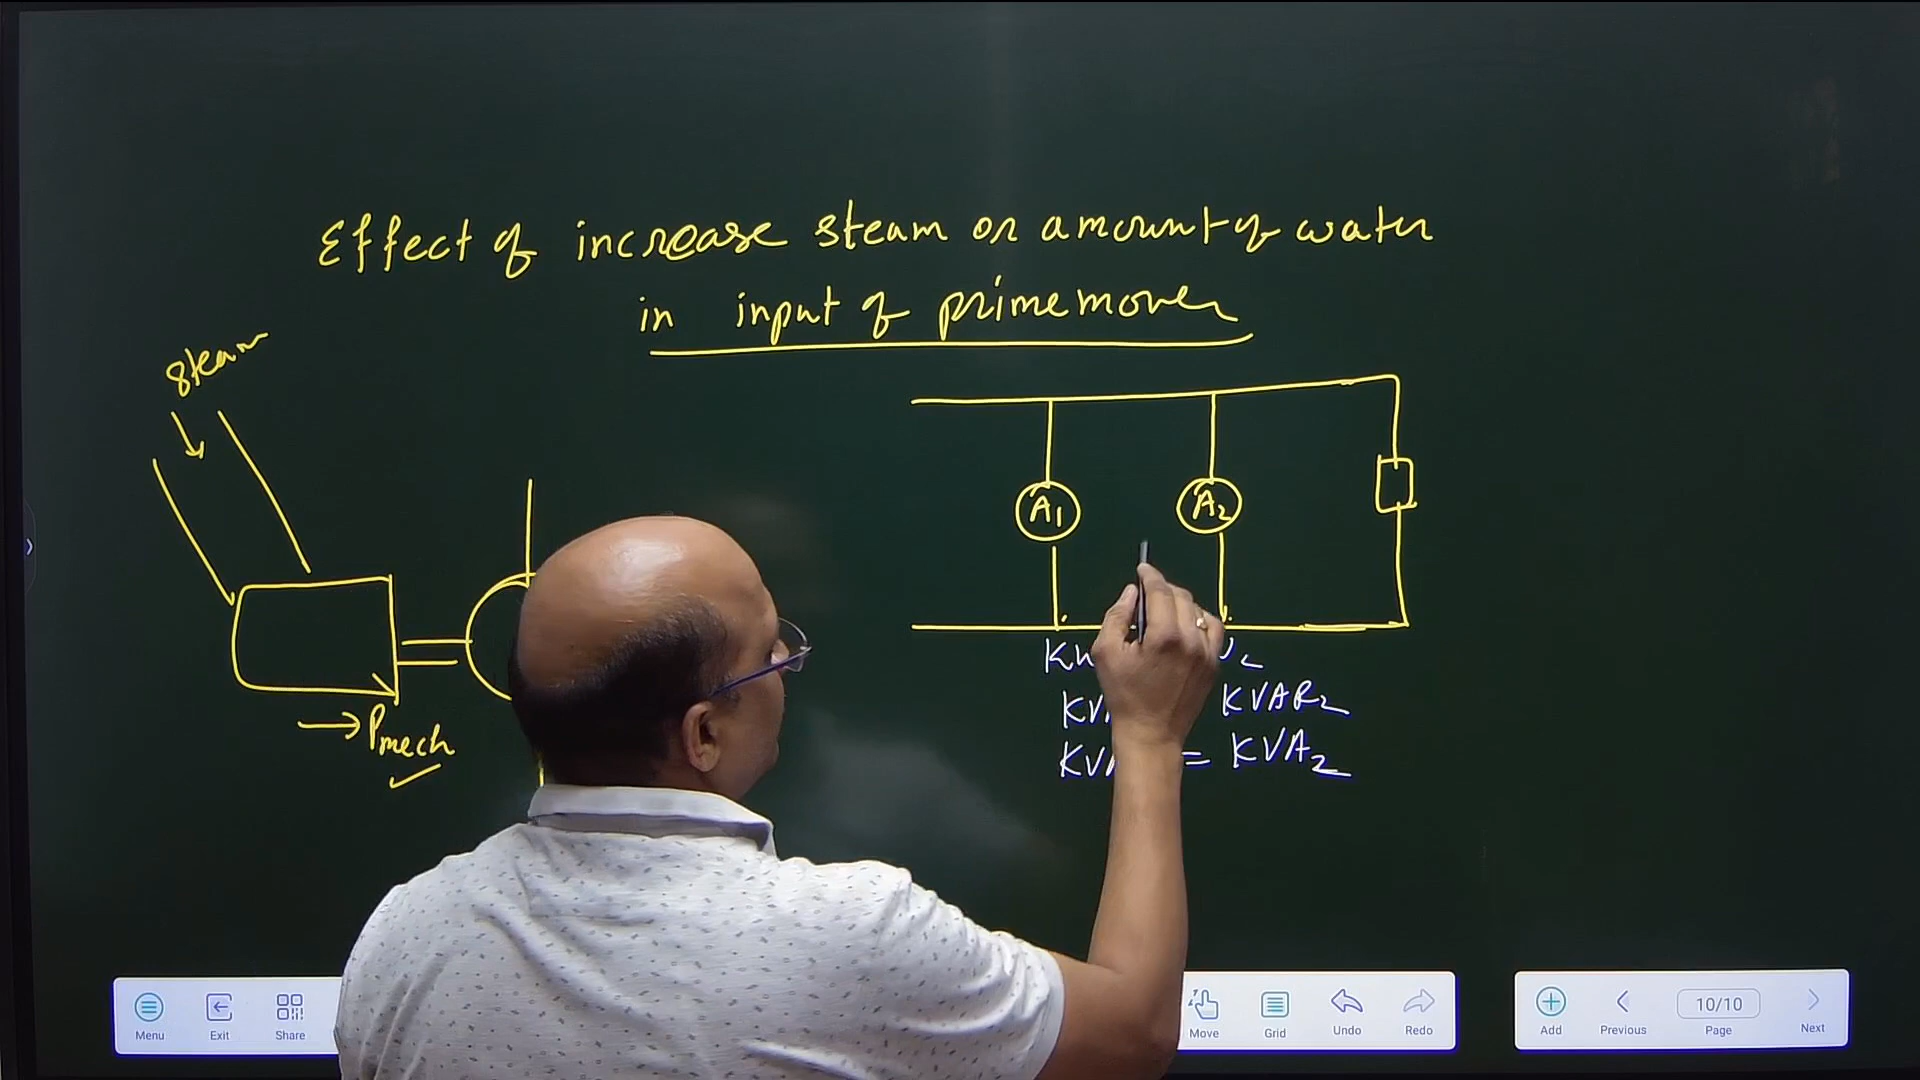 Effect of increase steam or amount of water
in input of primemover
steam
A1 A2
KVAR2
Pmech
= KVA2
Menu Exit Share Move Grid Undo Redo Add Previous 10/10 Page Next